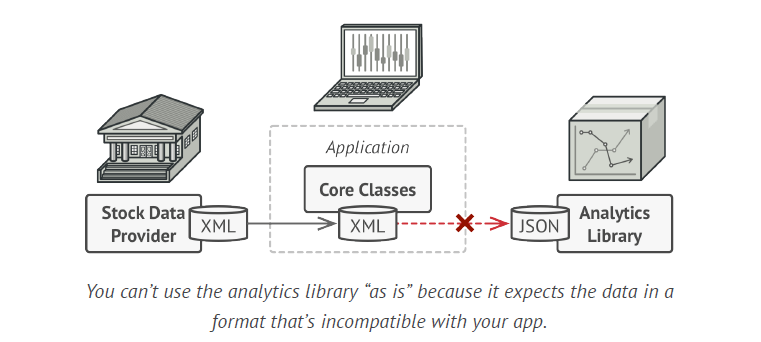 Application
Core Classes
Stock Data
Provider
XML
XML
JSON
Analytics
Library
You can’t use the analytics library “as is” because it expects the data in a
format that’s incompatible with your app.